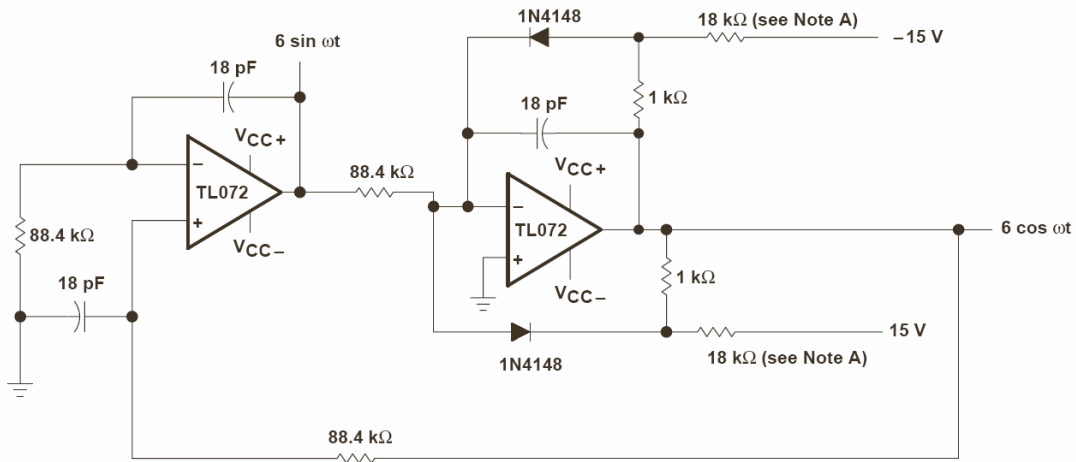 1N4148
18 kΩ (see Note A)
–15 V
6 sin ωt
18 pF
1 kΩ
18 pF
VCC+
–
TL072
+
VCC–
88.4 kΩ
VCC+
–
TL072
+
VCC–
6 cos ωt
88.4 kΩ
18 pF
1 kΩ
15 V
1N4148
18 kΩ (see Note A)
88.4 kΩ